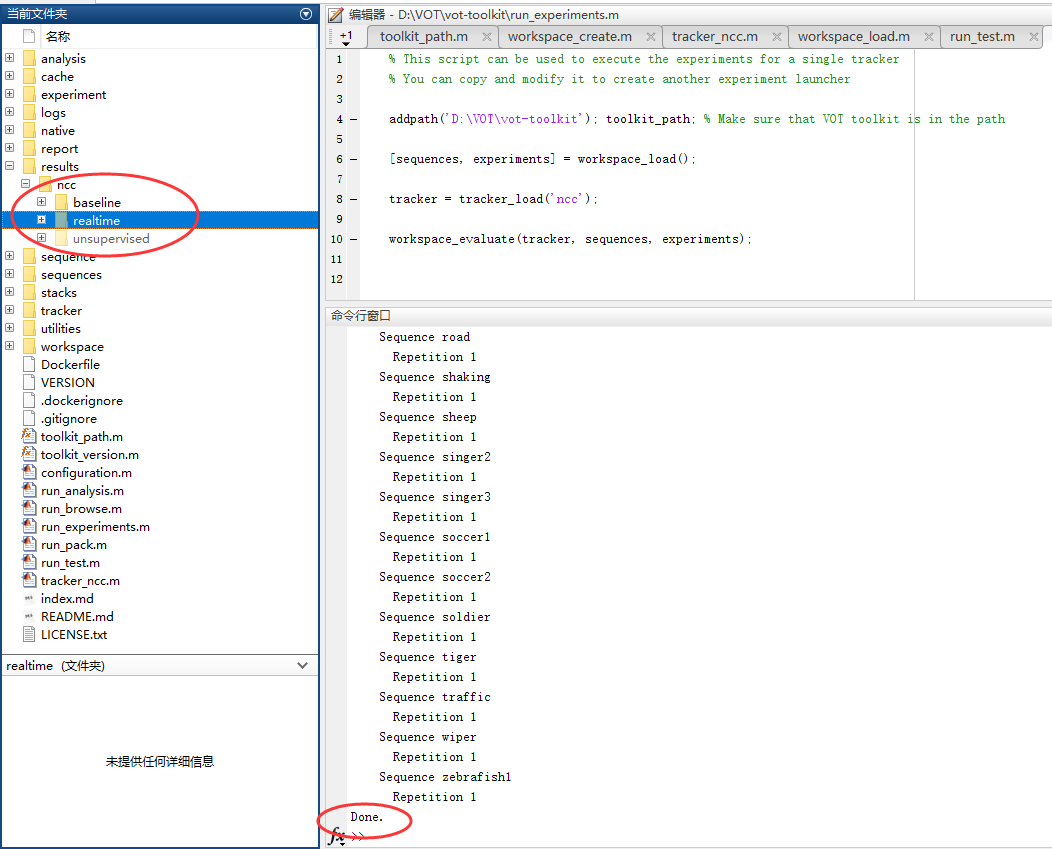 当前文件夹
名称
analysis
cache
experiment
logs
native
report
results
ncc
baseline
realtime
unsupervised
sequence
sequences
stacks
tracker
utilities
workspace
Dockerfile
VERSION
.dockerignore
.gitignore
toolkit_path.m
toolkit_version.m
configuration.m
run_analysis.m
run_browse.m
run_experiments.m
run_pack.m
run_test.m
tracker_ncc.m
index.md
README.md
LICENSE.txt
realtime (文件夹)
未提供任何详细信息
编辑器 - D:\VOT\vot-toolkit\run_experiments.m
+1 toolkit_path.m workspace_create.m tracker_ncc.m workspace_load.m run_test.m
1 % This script can be used to execute the experiments for a single tracker
2 % You can copy and modify it to create another experiment launcher
3
4 – addpath('D:\VOT\vot-toolkit'); toolkit_path; % Make sure that VOT toolkit is in the path
5
6 – [sequences, experiments] = workspace_load();
7
8 – tracker = tracker_load('ncc');
9
10 – workspace_evaluate(tracker, sequences, experiments);
11
12
命令行窗口
Sequence road
Repetition 1
Sequence shaking
Repetition 1
Sequence sheep
Repetition 1
Sequence singer2
Repetition 1
Sequence singer3
Repetition 1
Sequence soccer1
Repetition 1
Sequence soccer2
Repetition 1
Sequence soldier
Repetition 1
Sequence tiger
Repetition 1
Sequence traffic
Repetition 1
Sequence wiper
Repetition 1
Sequence zebrafish1
Repetition 1
Done.
fx >>